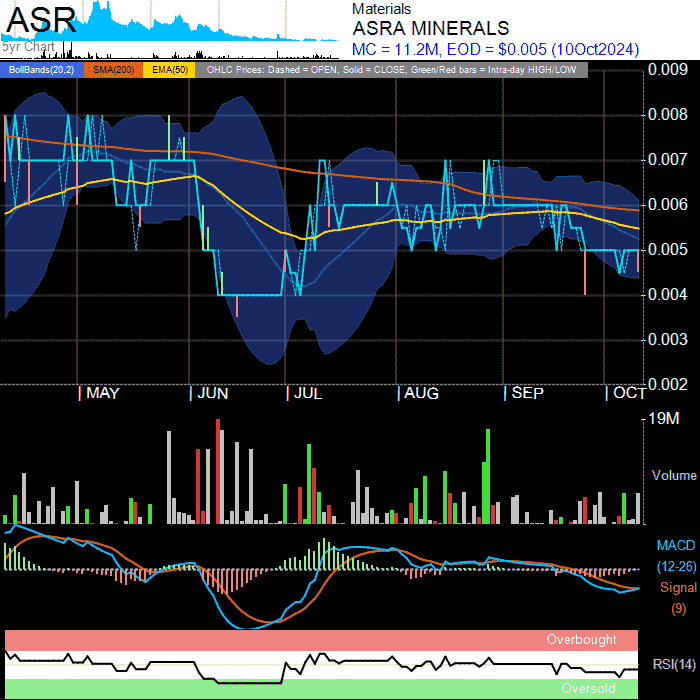 ASR
5yr Chart
Materials
ASRA MINERALS
MC = 11.2M, EOD = $0.005 (10Oct2024)
BollBands(20,2) SMA(200) EMA(50) OHLC Prices: Dashed = OPEN, Solid = CLOSE, Green/Red bars = Intra-day HIGH/LOW
0.009
0.008
0.007
0.006
0.005
0.004
0.003
0.002
| MAY | JUN | JUL | AUG | SEP | OCT
19M
Volume
MACD
(12-26)
Signal
(9)
Overbought
RSI(14)
Oversold